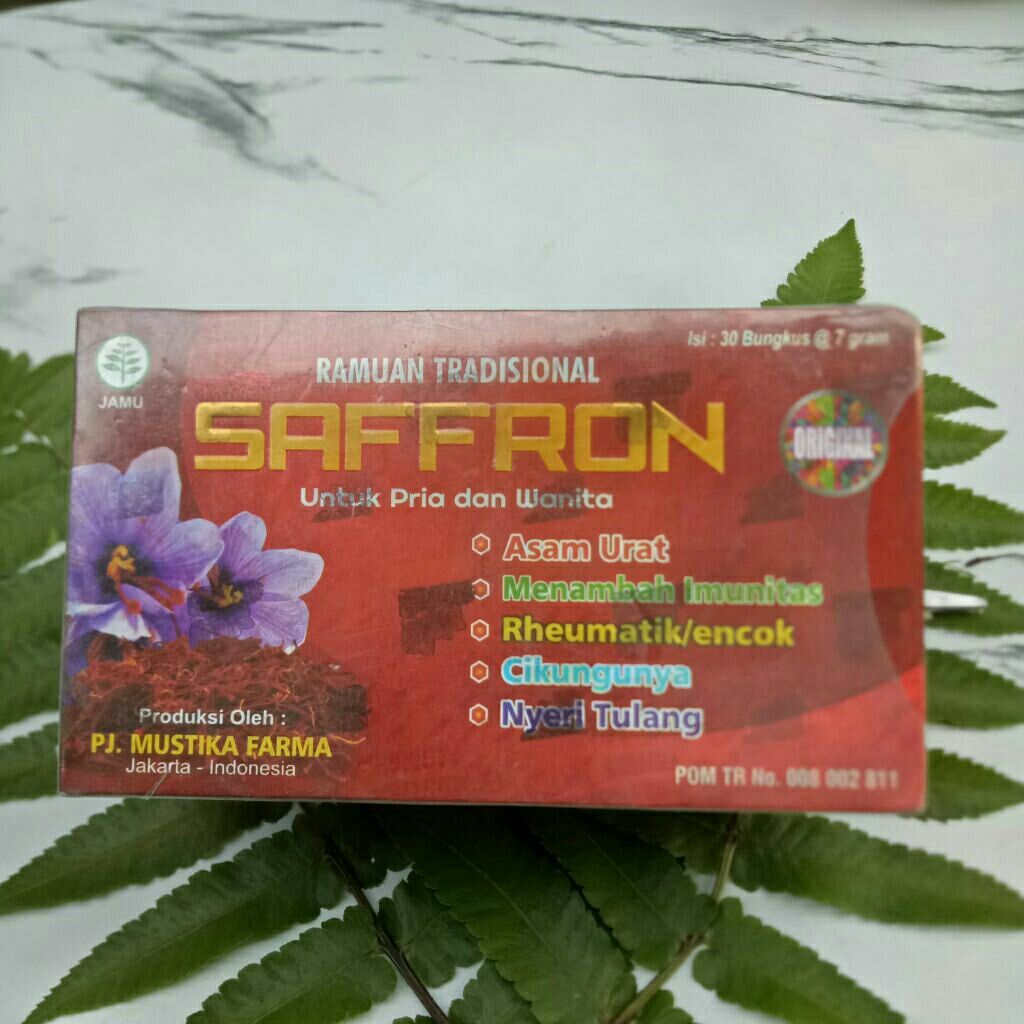 Isi : 30 Bungkus @ 7 gram
JAMU
RAMUAN TRADISIONAL
SAFFRON
ORIGINAL
Untuk Pria dan Wanita
Asam Urat
Menambah Imunitas
Rheumatik/encok
Cikungunya
Nyeri Tulang
Produksi Oleh :
PJ. MUSTIKA FARMA
Jakarta - Indonesia
POM TR No. 008 002 811